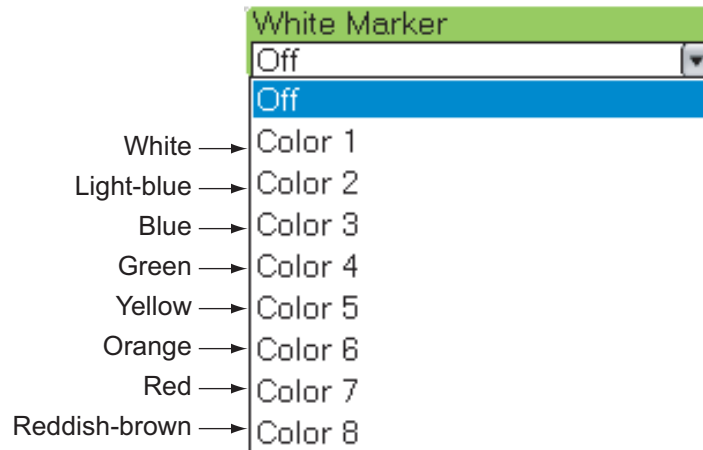 White Marker
Off
Off
White Color 1
Light-blue Color 2
Blue Color 3
Green Color 4
Yellow Color 5
Orange Color 6
Red Color 7
Reddish-brown Color 8